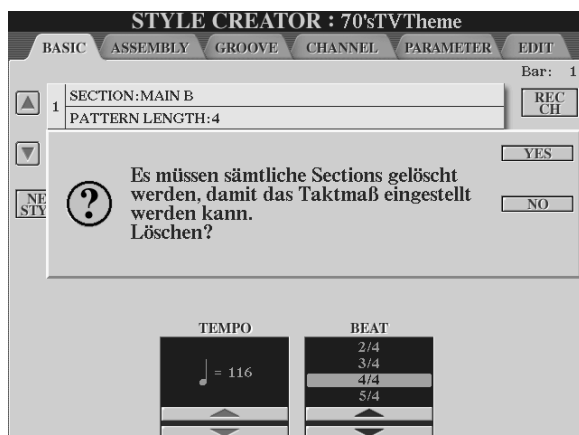 STYLE CREATOR : 70'sTVTheme
BASIC ASSEMBLY GROOVE CHANNEL PARAMETER EDIT
Bar: 1
1 SECTION:MAIN B
PATTERN LENGTH:4
REC
CH
Es müssen sämtliche Sections gelöscht
werden, damit das Taktmaß eingestellt
werden kann.
Löschen?
YES
NO
NE
STY
TEMPO
= 116
BEAT
2/4
3/4
4/4
5/4